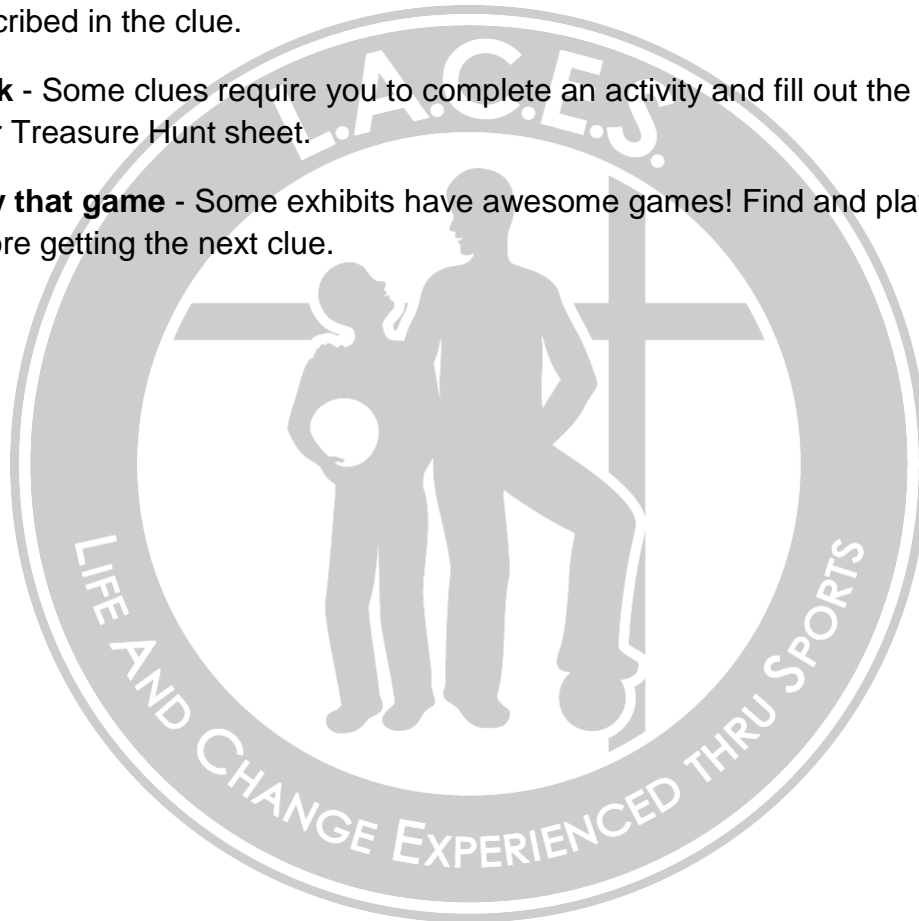 cribed in the clue.
k - Some clues require you to complete an activity and fill out the
r Treasure Hunt sheet.
y that game - Some exhibits have awesome games! Find and play
ore getting the next clue.
L.A.C.E.S.
LIFE AND CHANGE EXPERIENCED THRU SPORTS